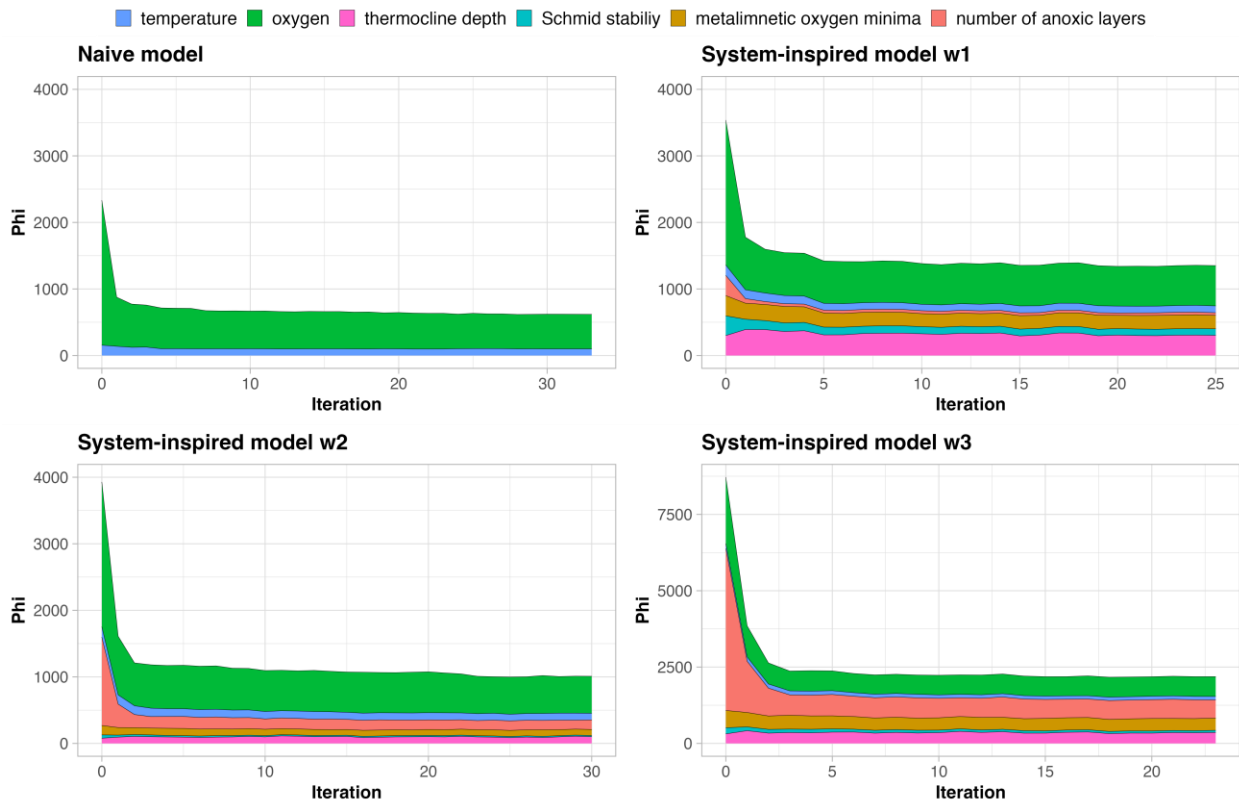 temperature oxygen thermocline depth Schmid stabiliy metalimnetic oxygen minima number of anoxic layers
Naive model
4000
3000
2000
1000
0
Phi
0 10 20 30
Iteration
System-inspired model w1
4000
3000
2000
1000
0
Phi
0 5 10 15 20 25
Iteration
System-inspired model w2
4000
3000
2000
1000
0
Phi
0 10 20 30
Iteration
System-inspired model w3
7500
5000
2500
0
Phi
0 5 10 15 20
Iteration